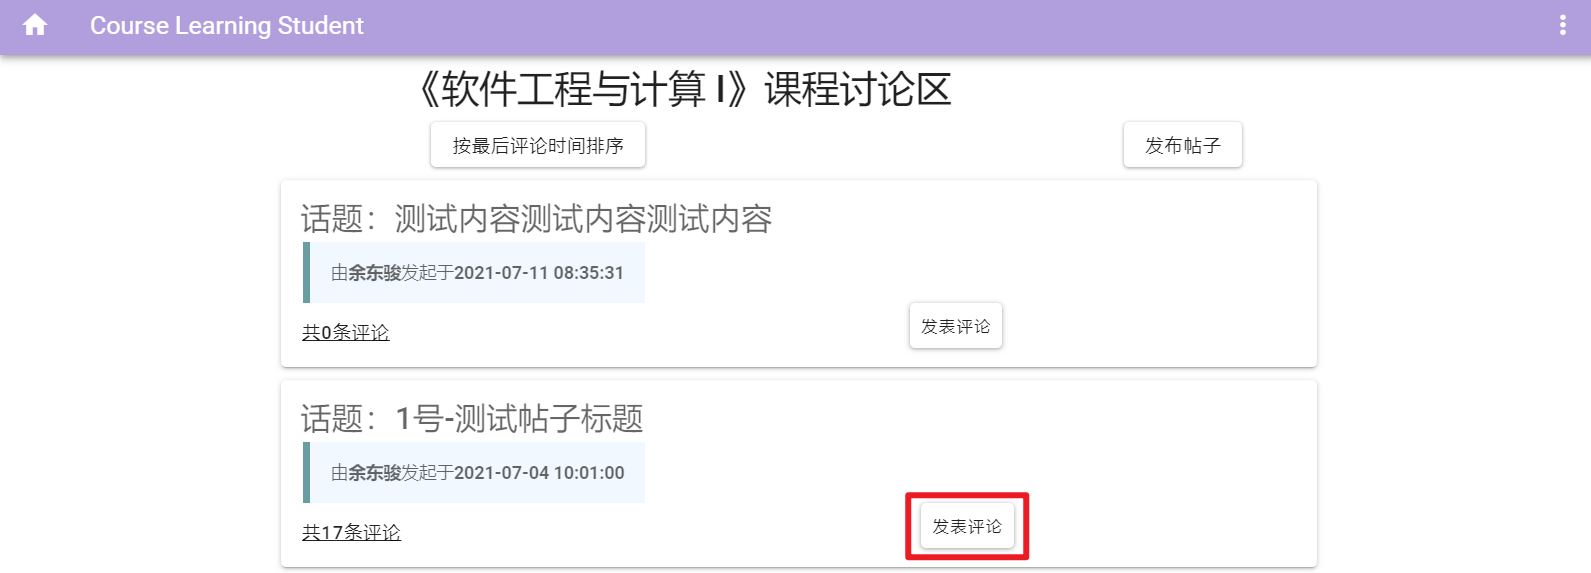 Course Learning Student
《软件工程与计算 I》课程讨论区
按最后评论时间排序
发布帖子
话题：测试内容测试内容测试内容
由余东骏发起于2021-07-11 08:35:31
共0条评论
发表评论
话题：1号-测试帖子标题
由余东骏发起于2021-07-04 10:01:00
共17条评论
发表评论